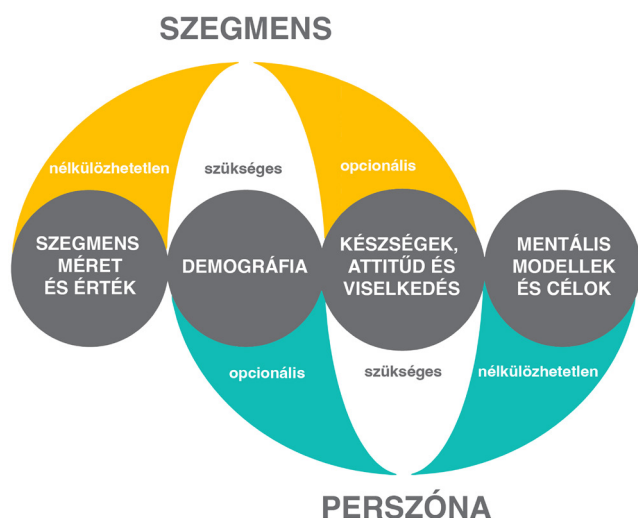 SZEGMENS
nélkülözhetetlen
szükséges
opcionális
SZEGMENS
MÉRET
ÉS ÉRTÉK
DEMOGRÁFIA
KÉSZSÉGEK,
ATTITŰD ÉS
VISELKEDÉS
MENTÁLIS
MODELLEK
ÉS CÉLOK
opcionális
szükséges
nélkülözhetetlen
PERSZÓNA